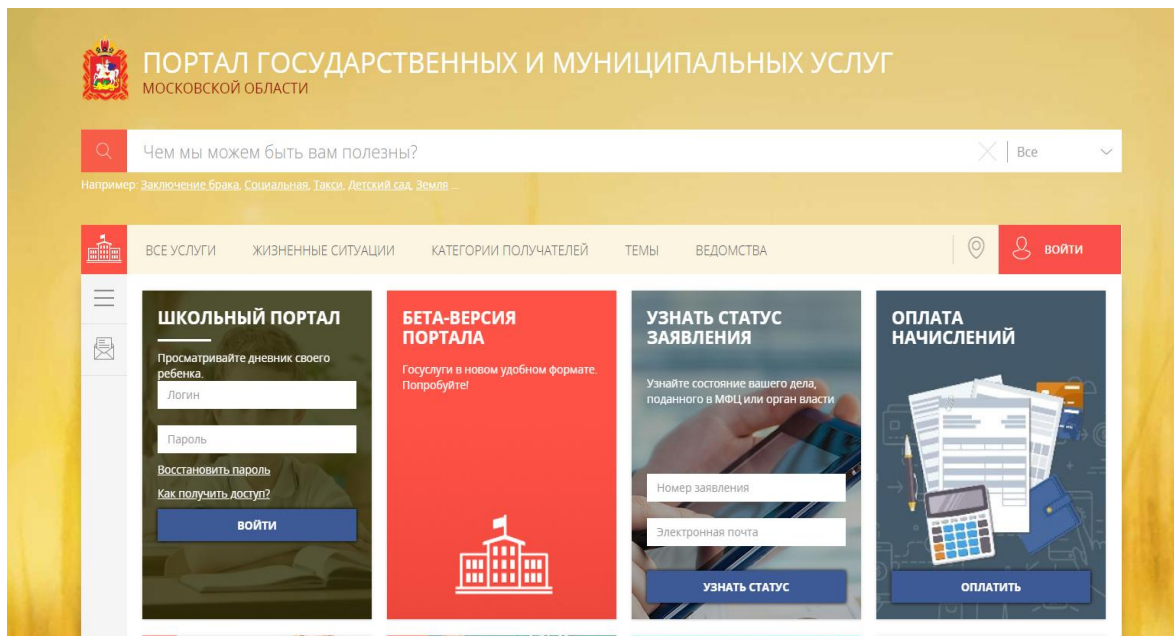 ПОРТАЛ ГОСУДАРСТВЕННЫХ И МУНИЦИПАЛЬНЫХ УСЛУГ
МОСКОВСКОЙ ОБЛАСТИ
Чем мы можем быть вам полезны?
Все
Например: Заключение брака, Социальная, Такси, Детский сад, Земля ...
ВСЕ УСЛУГИ ЖИЗНЕННЫЕ СИТУАЦИИ КАТЕГОРИИ ПОЛУЧАТЕЛЕЙ ТЕМЫ ВЕДОМСТВА
ВОЙТИ
ШКОЛЬНЫЙ ПОРТАЛ
Просматривайте дневник своего
ребенка.
Логин
Пароль
Восстановить пароль
Как получить доступ?
ВОЙТИ
БЕТА-ВЕРСИЯ
ПОРТАЛА
Госуслуги в новом удобном формате.
Попробуйте!
УЗНАТЬ СТАТУС
ЗАЯВЛЕНИЯ
Узнайте состояние вашего дела,
поданного в МФЦ или орган власти
Номер заявления
Электронная почта
УЗНАТЬ СТАТУС
ОПЛАТА
НАЧИСЛЕНИЙ
ОПЛАТИТЬ